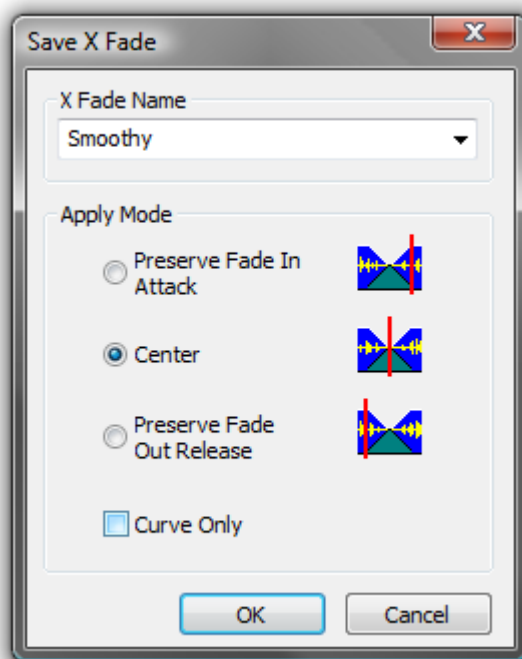 Save X Fade
X Fade Name
Smoothy
Apply Mode
Preserve Fade In
Attack
Center
Preserve Fade
Out Release
Curve Only
OK
Cancel